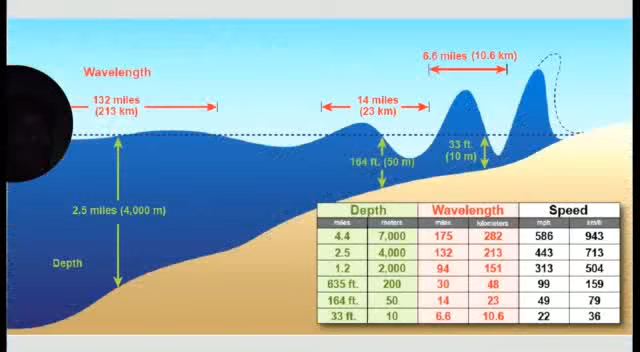 6.6 miles (10.6 km)
Wavelength
132 miles
(213 km)
14 miles
(23 km)
33 ft.
(10 m)
164 ft. (50 m)
2.5 miles (4,000 m)
Depth
Depth Wavelength Speed
miles meters miles kilometers mph km/h
4.4 7,000 175 282 586 943
2.5 4,000 132 213 443 713
1.2 2,000 94 151 313 504
635 ft. 200 30 48 99 159
164 ft. 50 14 23 49 79
33 ft. 10 6.6 10.6 22 36